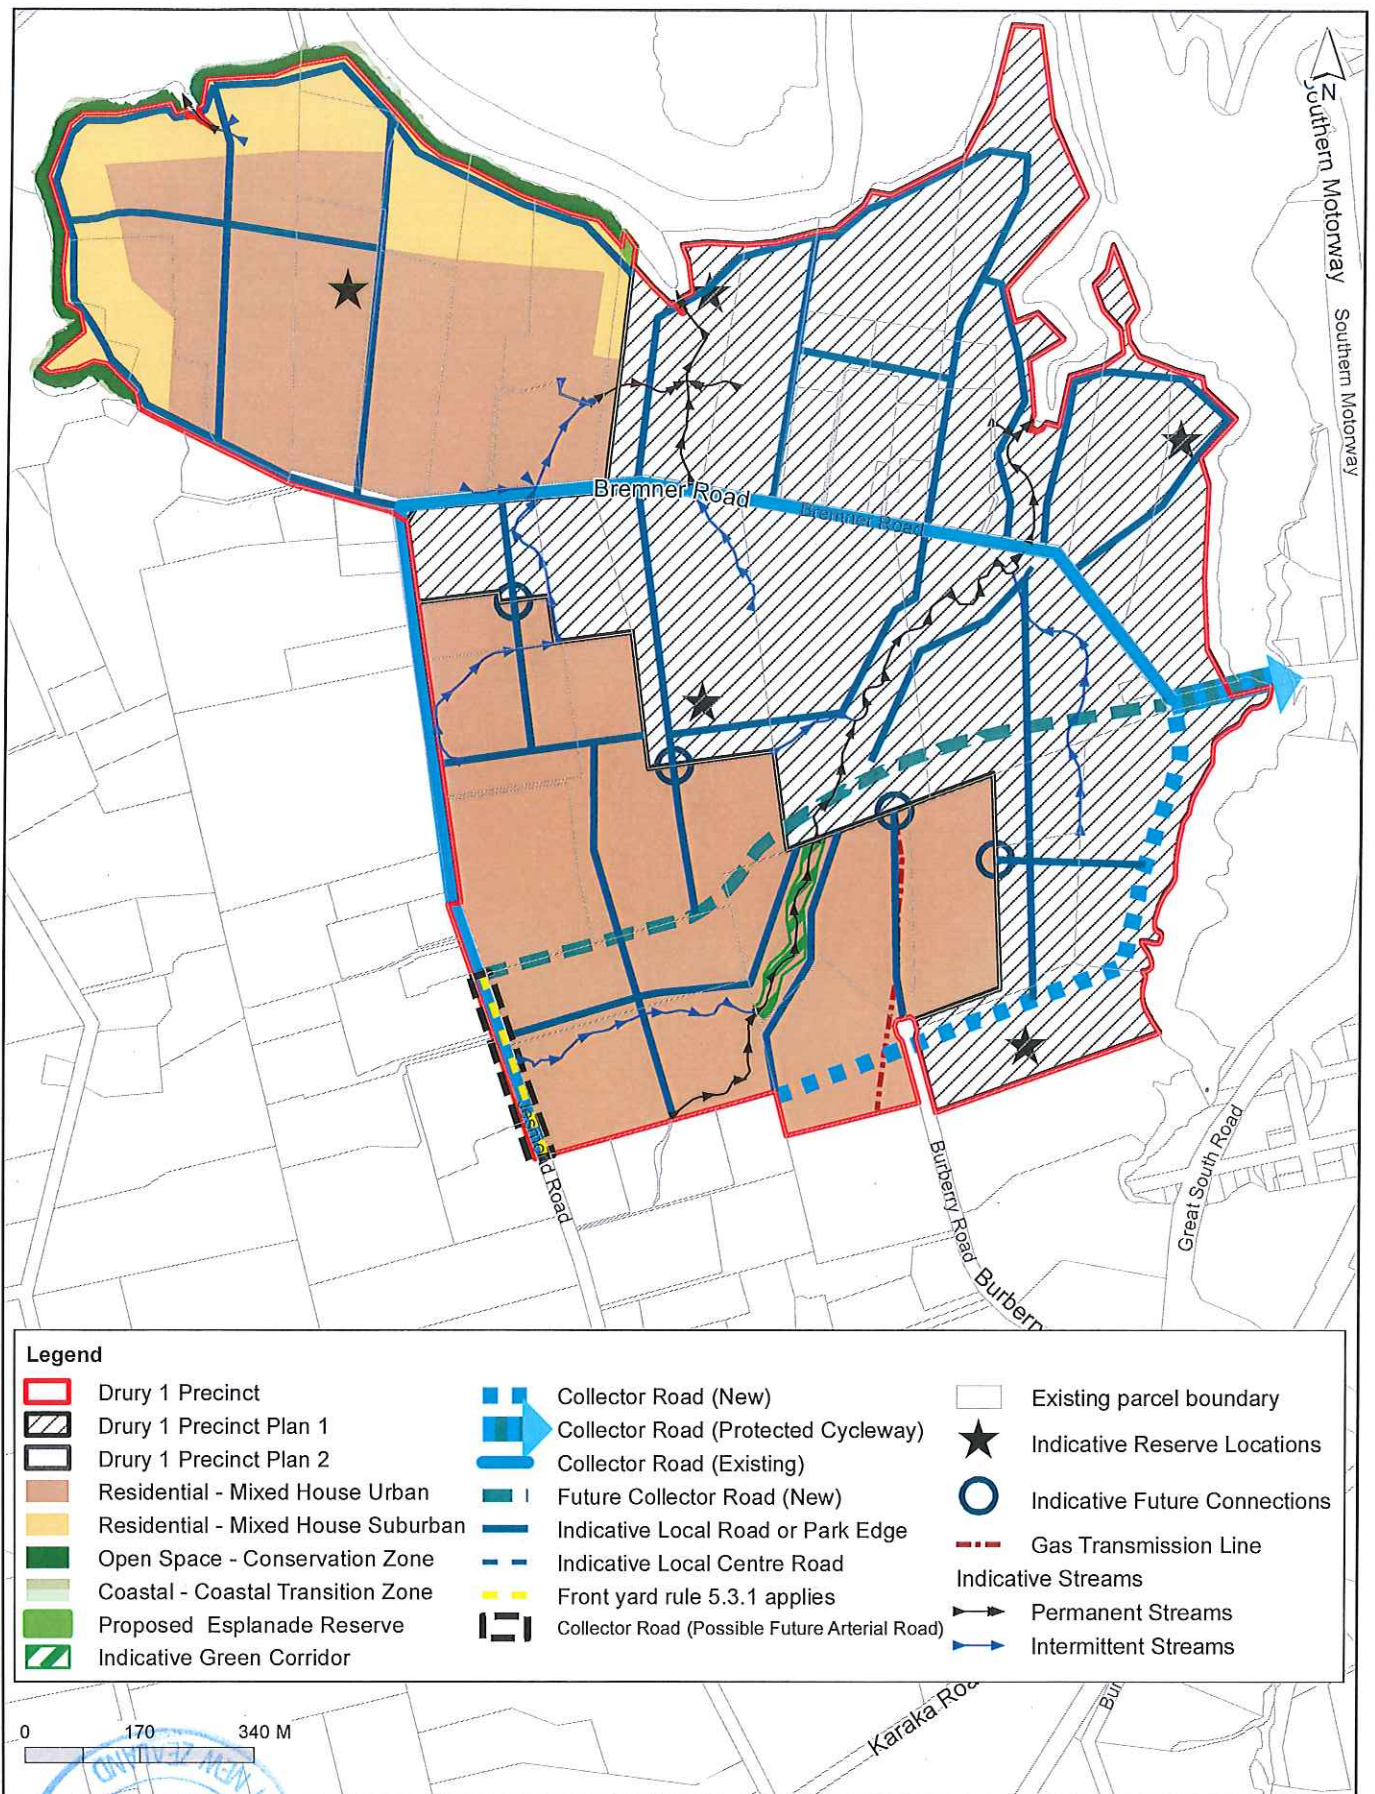 N
Southern Motorway
Southern Motorway
Bremner Road
Bremner Road
Burberry Road
Great South Road
Legend
Drury 1 Precinct
Drury 1 Precinct Plan 1
Drury 1 Precinct Plan 2
Residential - Mixed House Urban
Residential - Mixed House Suburban
Open Space - Conservation Zone
Coastal - Coastal Transition Zone
Proposed Esplanade Reserve
Indicative Green Corridor
Collector Road (New)
Collector Road (Protected Cycleway)
Collector Road (Existing)
Future Collector Road (New)
Indicative Local Road or Park Edge
Indicative Local Centre Road
Front yard rule 5.3.1 applies
Collector Road (Possible Future Arterial Road)
Existing parcel boundary
Indicative Reserve Locations
Indicative Future Connections
Gas Transmission Line
Indicative Streams
Permanent Streams
Intermittent Streams
0 170 340 M
Karaka
NEW ZEALAND